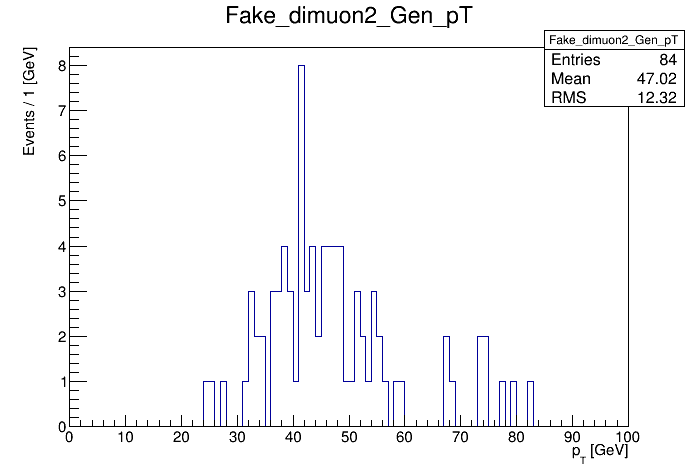 Fake_dimuon2_Gen_pT
Fake_dimuon2_Gen_pT
Entries 84
Mean 47.02
RMS 12.32
Events / 1 [GeV]
8
7
6
5
4
3
2
1
0
0 10 20 30 40 50 60 70 80 90 100
p_T [GeV]